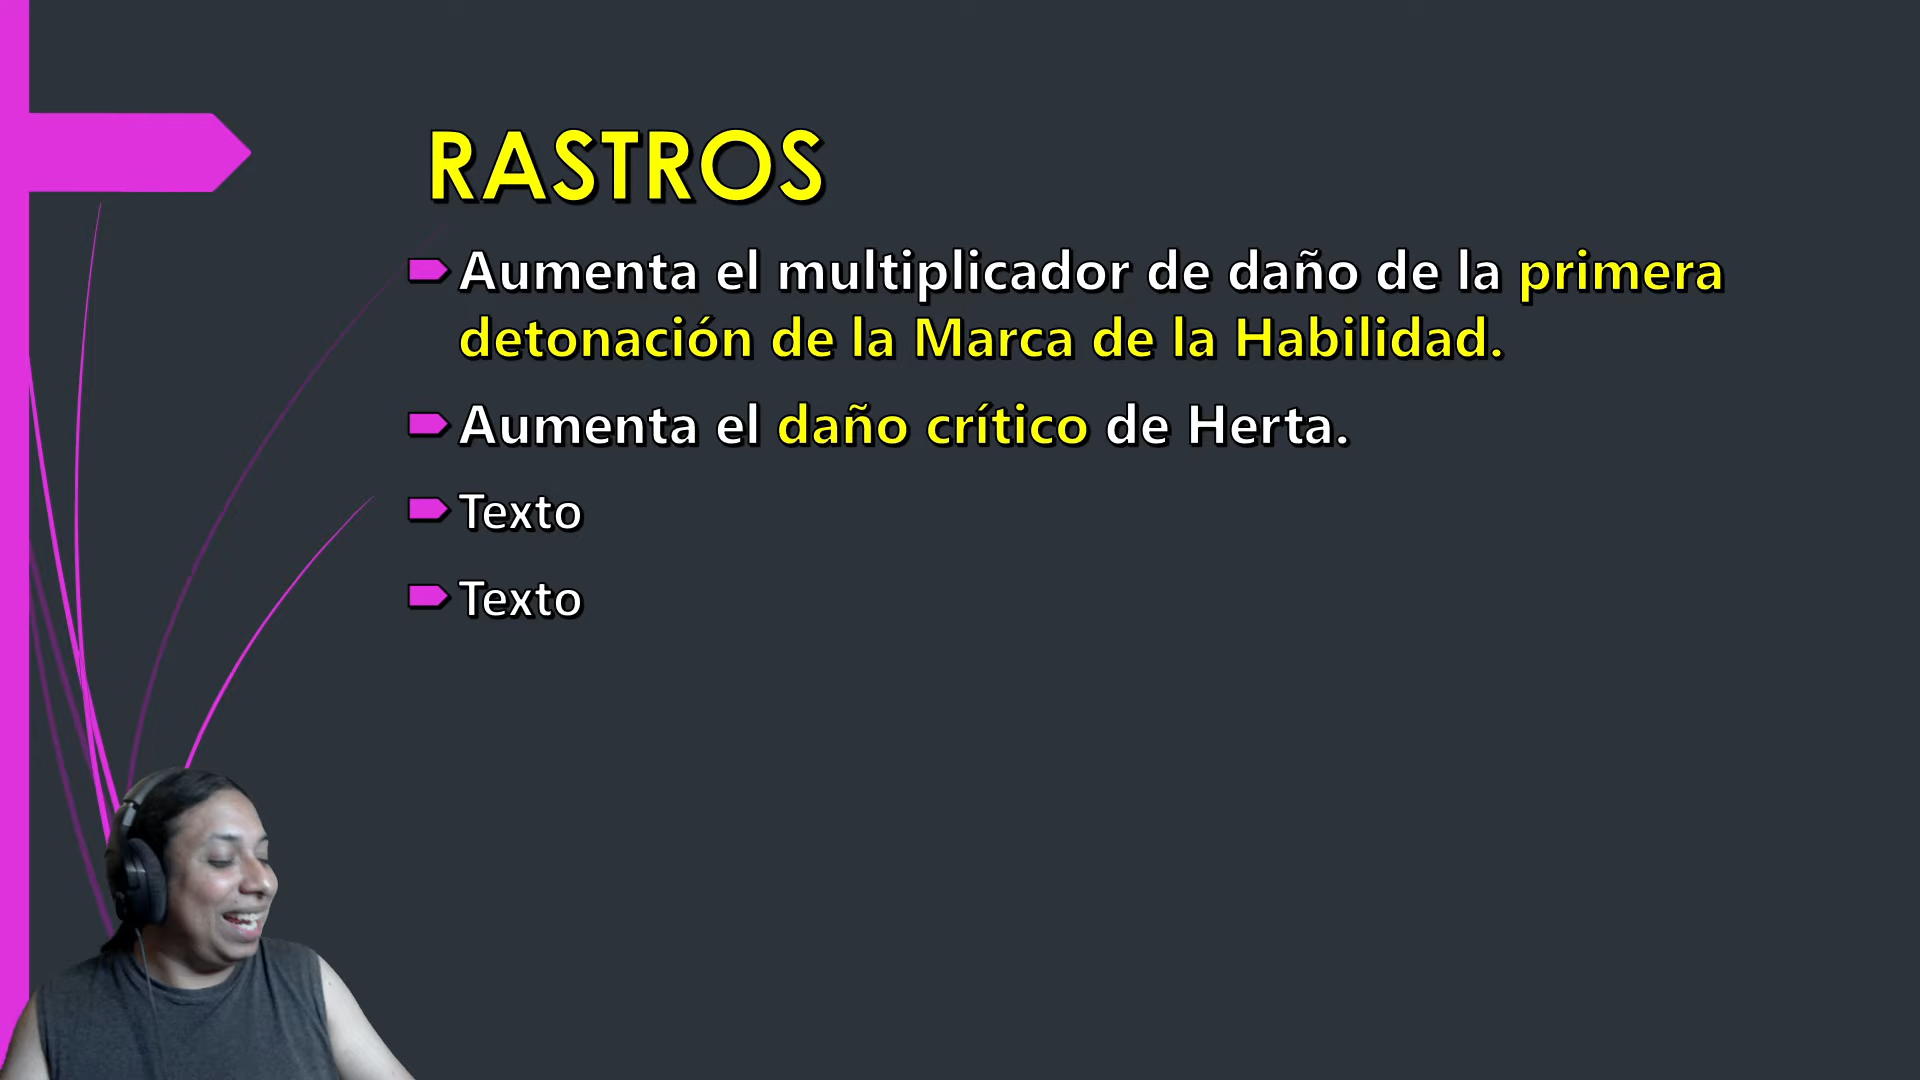 RASTROS
Aumenta el multiplicador de daño de la primera
detonación de la Marca de la Habilidad.
Aumenta el daño crítico de Herta.
Texto
Texto